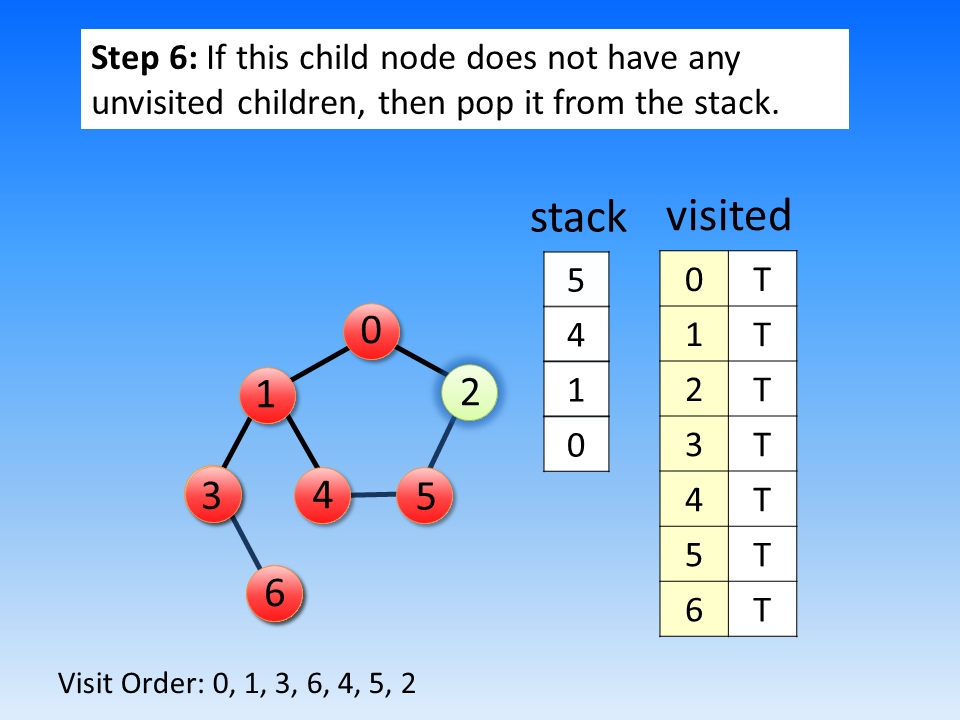 Step 6: If this child node does not have any
unvisited children, then pop it from the stack.
stack visited
5
4
1
0
0 T
1 T
2 T
3 T
4 T
5 T
6 T
0
1
2
3
4
5
6
Visit Order: 0, 1, 3, 6, 4, 5, 2